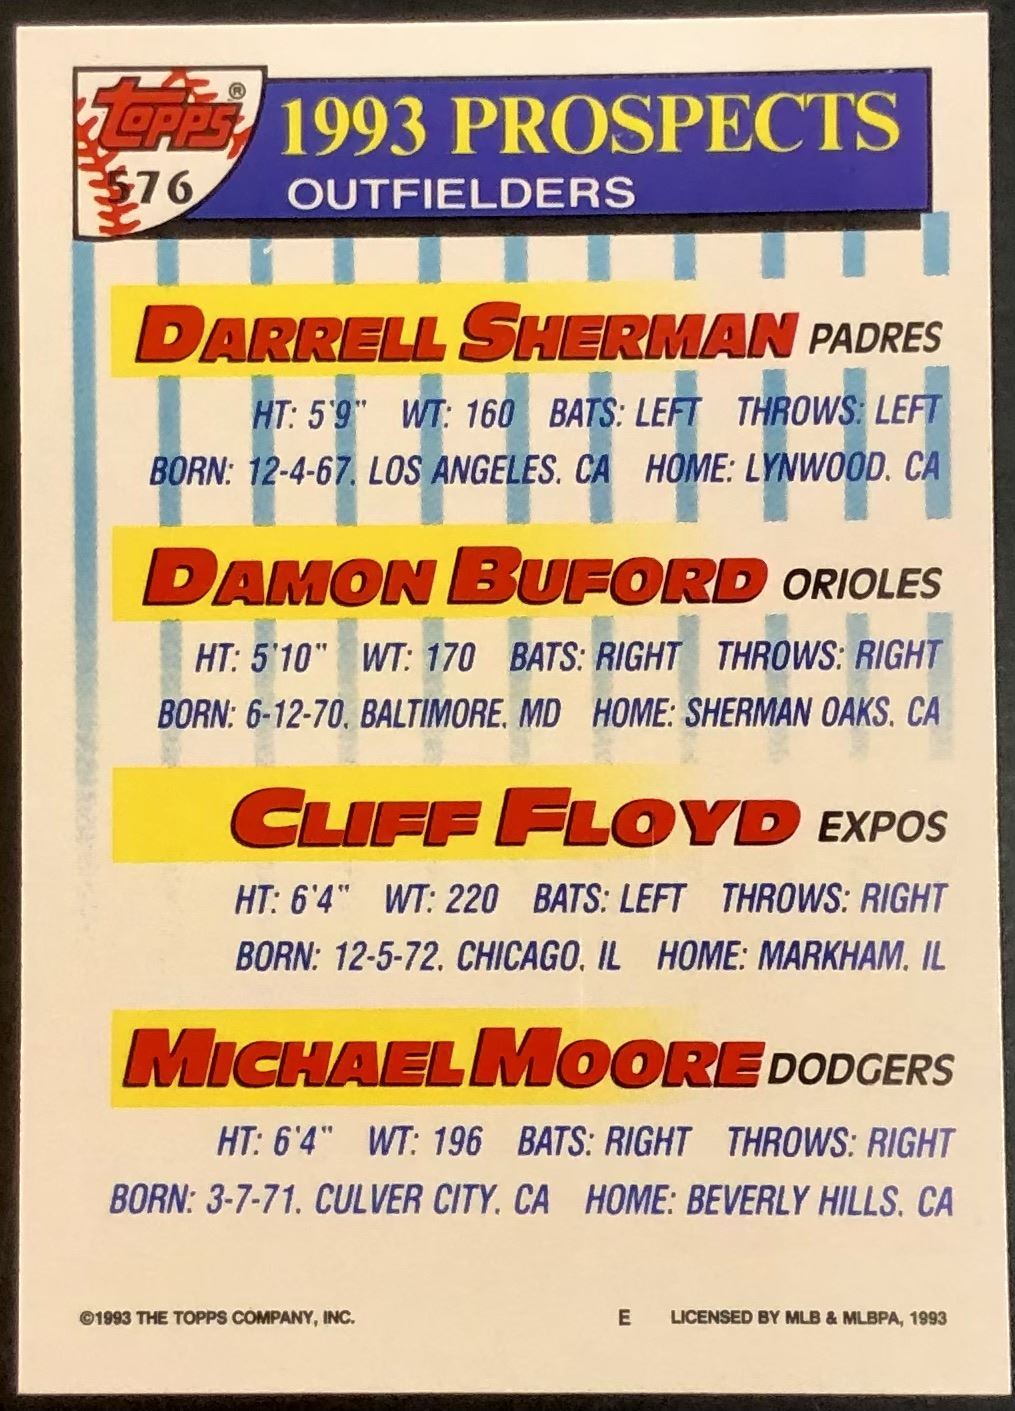 TOPPS®
1993 PROSPECTS
576
OUTFIELDERS
DARRELL SHERMAN PADRES
HT: 5'9" WT: 160 BATS: LEFT THROWS: LEFT
BORN: 12-4-67, LOS ANGELES, CA HOME: LYNWOOD, CA
DAMON BUFORD ORIOLES
HT: 5'10" WT: 170 BATS: RIGHT THROWS: RIGHT
BORN: 6-12-70, BALTIMORE, MD HOME: SHERMAN OAKS, CA
CLIFF FLOYD EXPOS
HT: 6'4" WT: 220 BATS: LEFT THROWS: RIGHT
BORN: 12-5-72, CHICAGO, IL HOME: MARKHAM, IL
MICHAEL MOORE DODGERS
HT: 6'4" WT: 196 BATS: RIGHT THROWS: RIGHT
BORN: 3-7-71, CULVER CITY, CA HOME: BEVERLY HILLS, CA
©1993 THE TOPPS COMPANY, INC. E LICENSED BY MLB & MLBPA, 1993